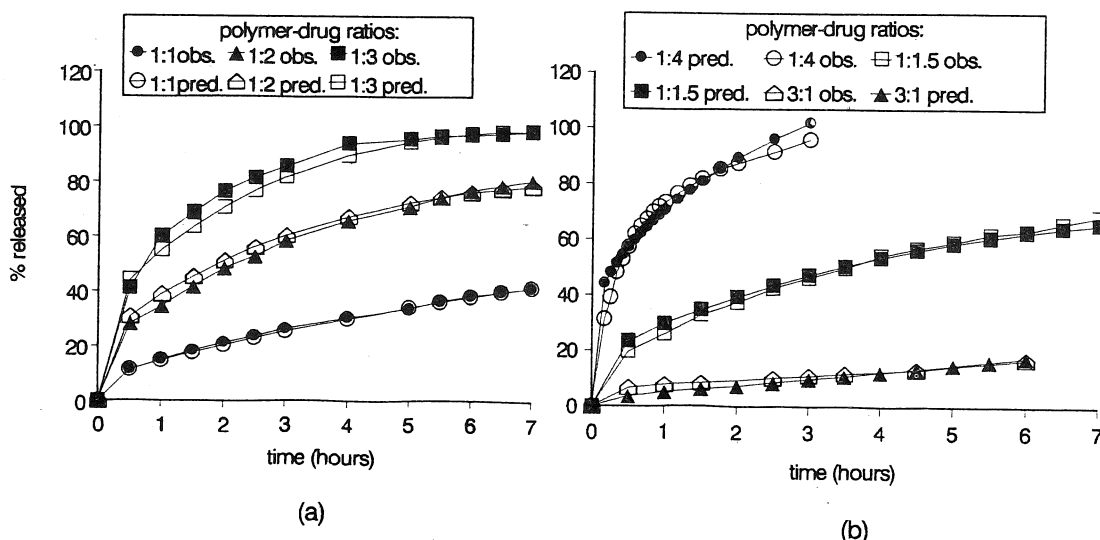 polymer-drug ratios:
1:1obs. 1:2 obs. 1:3 obs.
1:1pred. 1:2 pred. 1:3 pred.
120
100
80
60
40
20
0
% released
0 1 2 3 4 5 6 7
time (hours)
(a)
polymer-drug ratios:
1:4 pred. 1:4 obs. 1:1.5 obs.
1:1.5 pred. 3:1 obs. 3:1 pred.
120
100
80
60
40
20
0
0 1 2 3 4 5 6 7
time (hours)
(b)